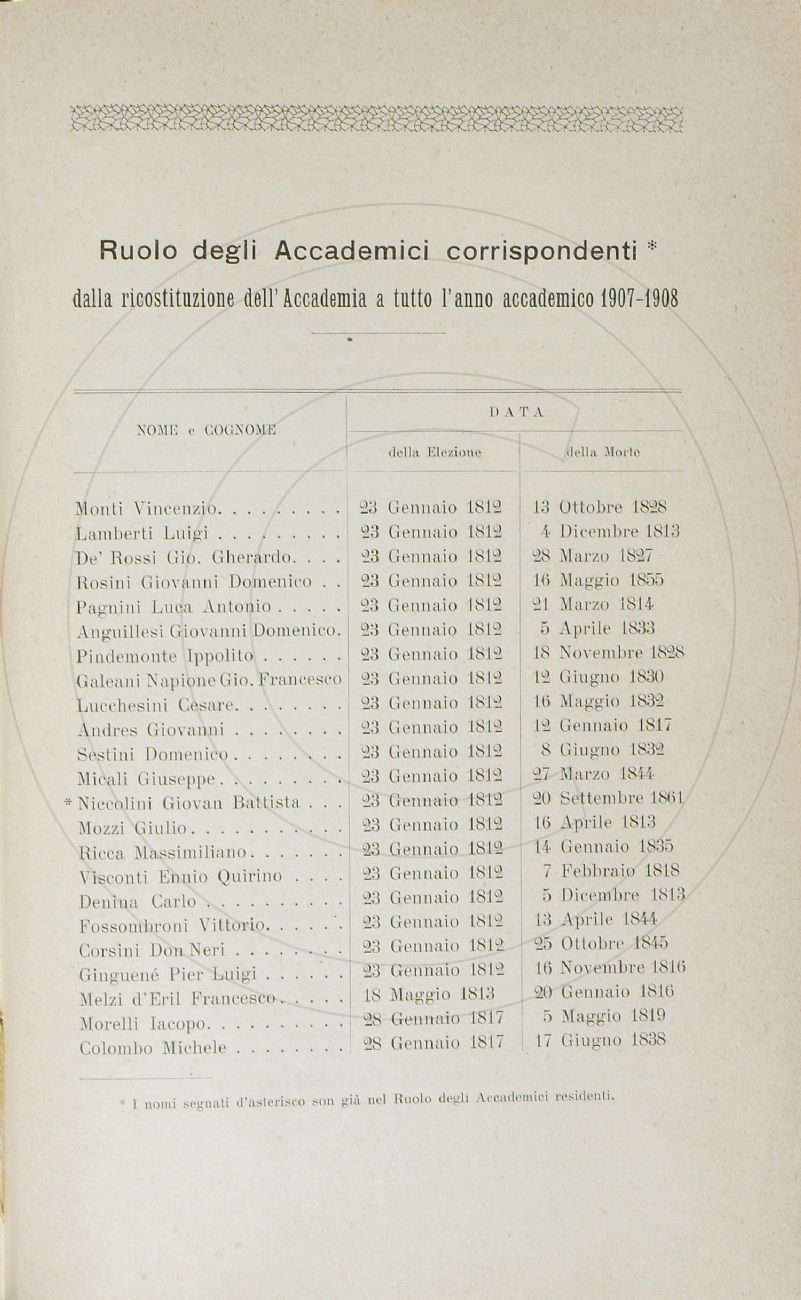 Ruolo degli Accademici corrispondenti *
dalla ricostituzione dell' Accademia a tutto l'anno accademico 1907-1908
NOME e COGNOME
DATA
della Elezione
della Morte
Monti Vincenzo. . . . . . . . . 23 Gennaio 1812 13 Ottobre 1828
Lamberti Luigi . . . . . . . . . 23 Gennaio 1812 4 Dicembre 1813
De' Rossi Gio. Gherardo. . . . 23 Gennaio 1812 28 Marzo 1827
Rosini Giovanni Domenico . . 23 Gennaio 1812 16 Maggio 1855
Pagnini Luca Antonio . . . . . 23 Gennaio 1812 21 Marzo 1814
Anguillesi Giovanni Domenico. 23 Gennaio 1812 5 Aprile 1833
Pindemonte Ippolito . . . . . . 23 Gennaio 1812 18 Novembre 1828
Galeani Napione Gio. Francesco 23 Gennaio 1812 12 Giugno 1830
Lucchesini Cesare. . . . . . . . 23 Gennaio 1812 16 Maggio 1832
Andres Giovanni . . . . . . . . 23 Gennaio 1812 12 Gennaio 1817
Sestini Domenico . . . . . . . . 23 Gennaio 1812 8 Giugno 1832
Micali Giuseppe. . . . . . . . . 23 Gennaio 1812 27 Marzo 1844
* Niccolini Giovan Battista . . . 23 Gennaio 1812 20 Settembre 1861
Mozzi Giulio. . . . . . . . . . . 23 Gennaio 1812 16 Aprile 1813
Ricca Massimiliano. . . . . . . 23 Gennaio 1812 14 Gennaio 1835
Visconti Ennio Quirino . . . . 23 Gennaio 1812 7 Febbraio 1818
Denina Carlo . . . . . . . . . . 23 Gennaio 1812 5 Dicembre 1813
Fossombroni Vittorio. . . . . . 23 Gennaio 1812 13 Aprile 1844
Corsini Don Neri . . . . . . . . 23 Gennaio 1812 25 Ottobre 1845
Ginguené Pier Luigi . . . . . . 23 Gennaio 1812 16 Novembre 1816
Melzi d'Eril Francesco. . . . . 18 Maggio 1813 20 Gennaio 1816
Morelli Iacopo. . . . . . . . . . 28 Gennaio 1817 5 Maggio 1819
Colombo Michele . . . . . . . . 28 Gennaio 1817 17 Giugno 1838
* I nomi segnati d'asterisco son già nel Ruolo degli Accademici residenti.